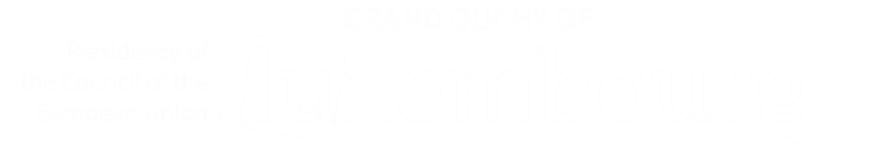 GRAND DUCHY OF
Luxembourg
Presidency of
the Council of the
European Union